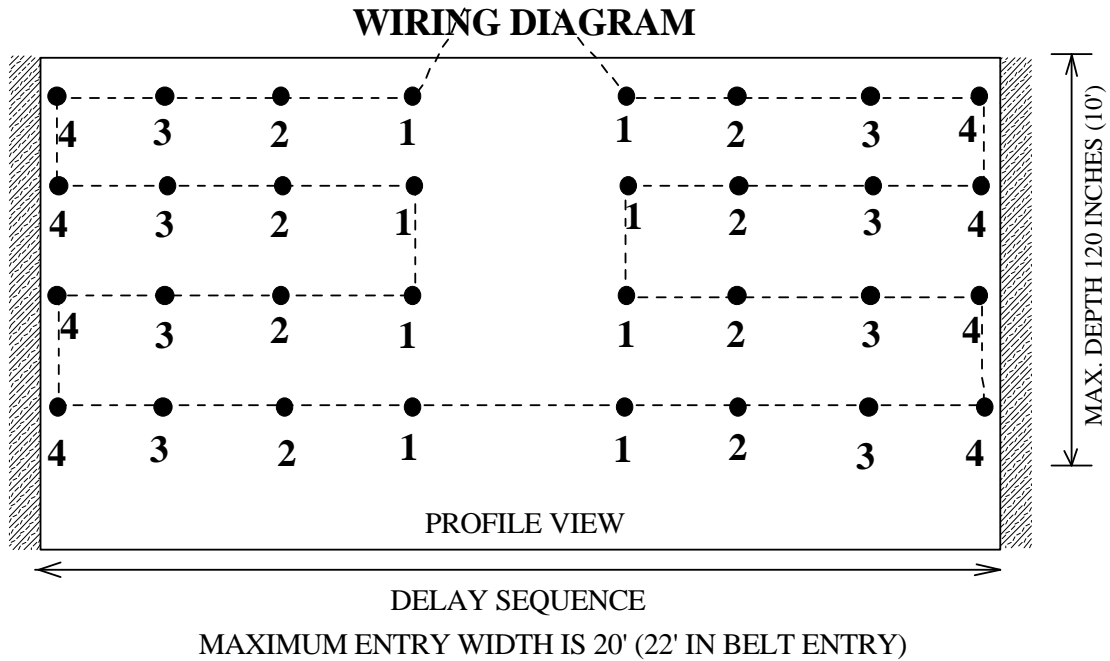 WIRING DIAGRAM
4 3 2 1 1 2 3 4
4 3 2 1 1 2 3 4
4 3 2 1 1 2 3 4
4 3 2 1 1 2 3 4
MAX. DEPTH 120 INCHES (10')
PROFILE VIEW
DELAY SEQUENCE
MAXIMUM ENTRY WIDTH IS 20' (22' IN BELT ENTRY)